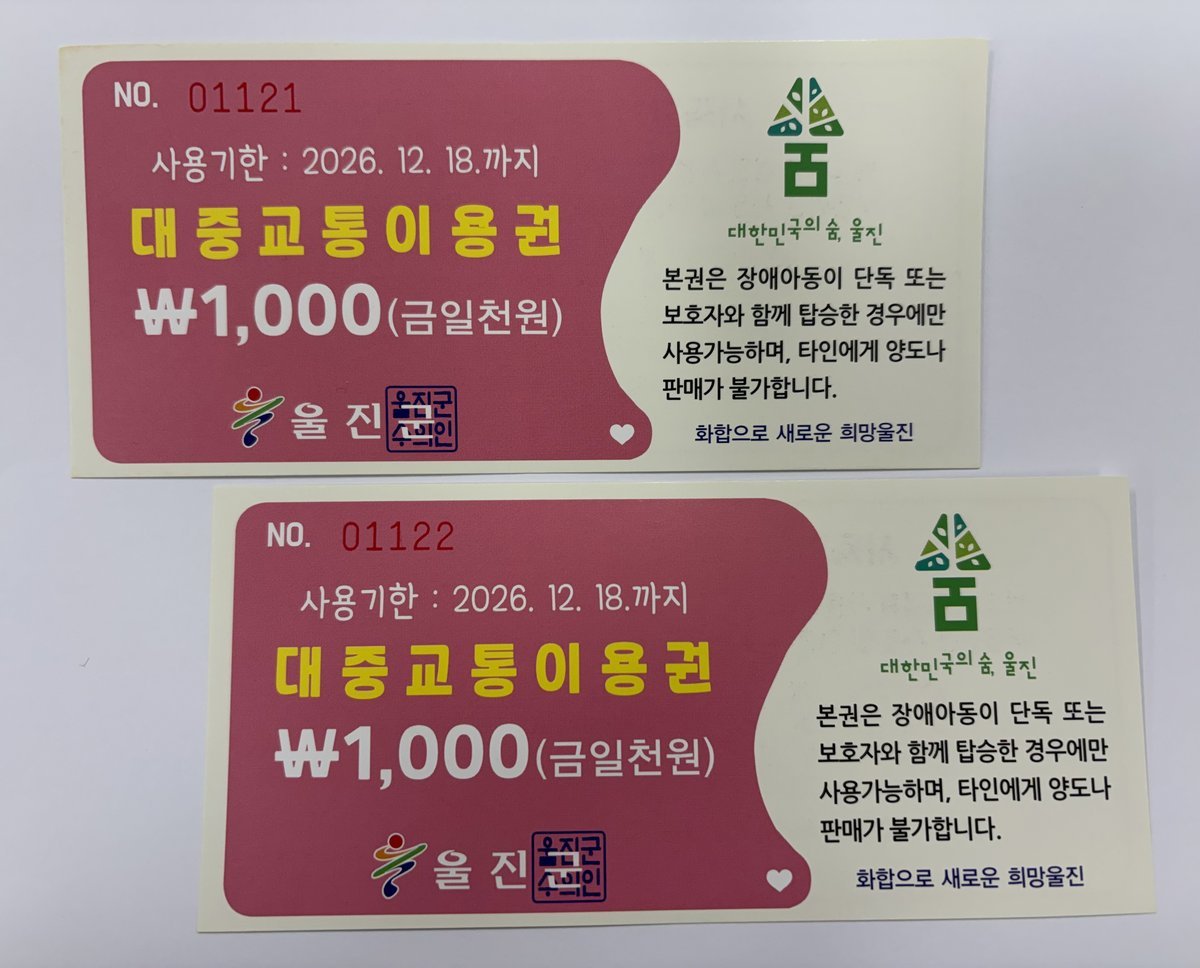 NO. 01121
사용기한 : 2026. 12. 18.까지
대중교통이용권
₩1,000(금일천원)
울진군
울진군
수의인
숲
대한민국의 숨, 울진
본권은 장애아동이 단독 또는
보호자와 함께 탑승한 경우에만
사용가능하며, 타인에게 양도나
판매가 불가합니다.
화합으로 새로운 희망울진
NO. 01122
사용기한 : 2026. 12. 18.까지
대중교통이용권
₩1,000(금일천원)
울진군
울진군
수의인
숨
대한민국의 숨, 울진
본권은 장애아동이 단독 또는
보호자와 함께 탑승한 경우에만
사용가능하며, 타인에게 양도나
판매가 불가합니다.
화합으로 새로운 희망울진